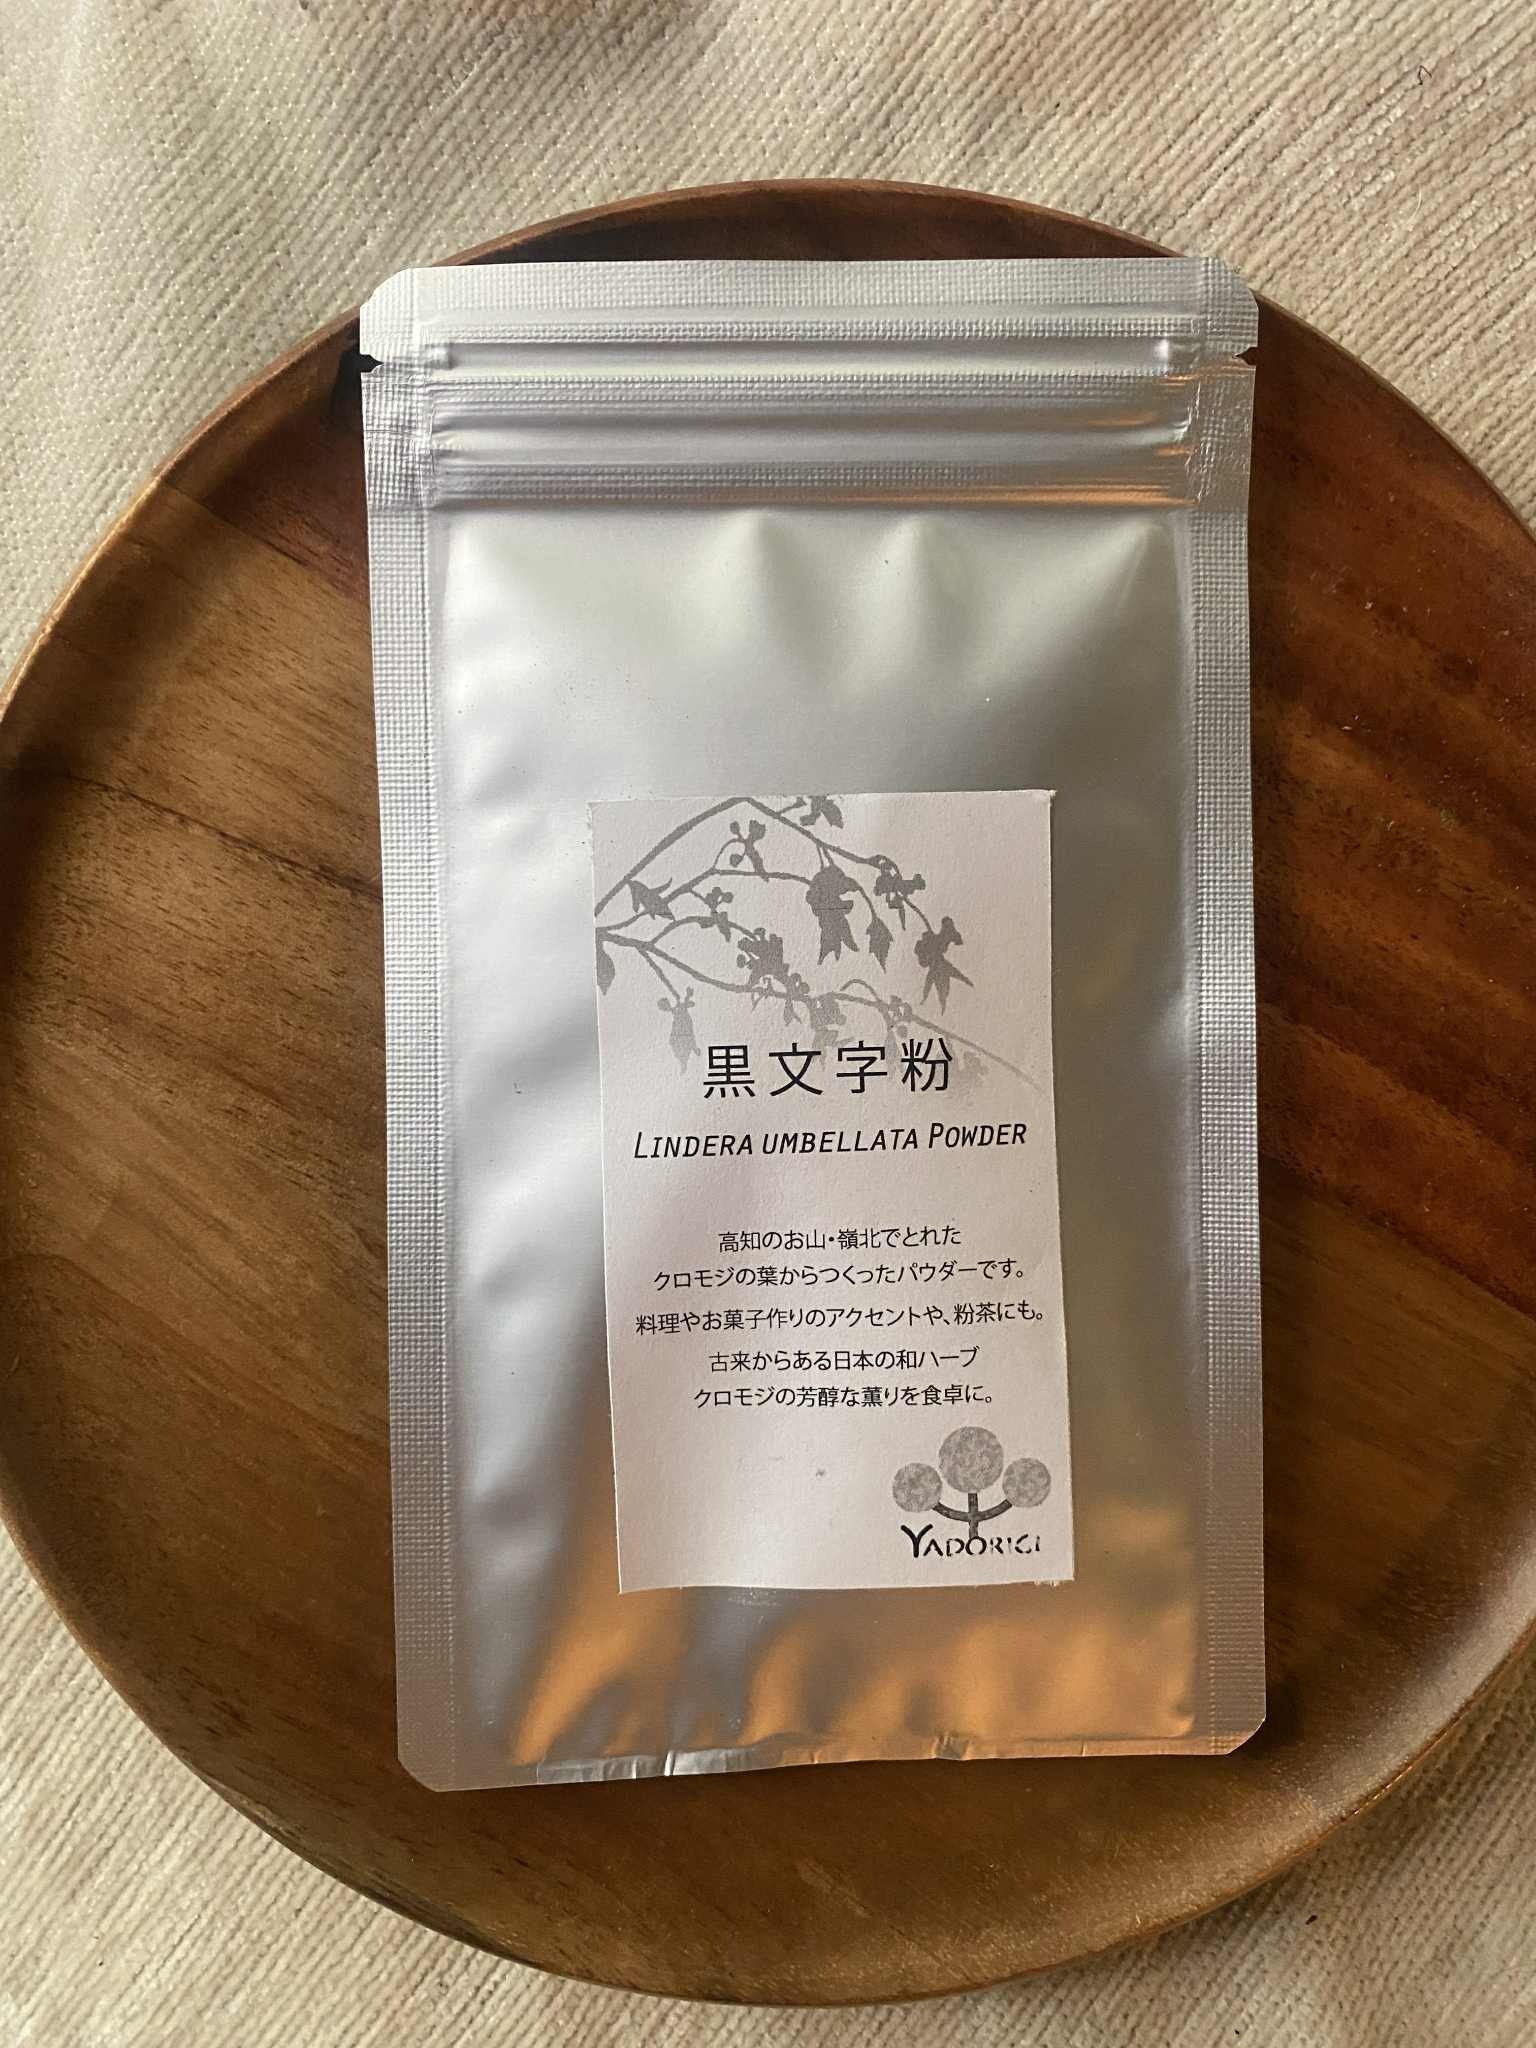 黒文字粉
LINDERA UMBELLATA POWDER
高知のお山・嶺北でとれた
クロモジの葉からつくったパウダーです。
料理やお菓子作りのアクセントや、粉茶にも。
古来からある日本の和ハーブ
クロモジの芳醇な薫りを食卓に。
YADORIGI